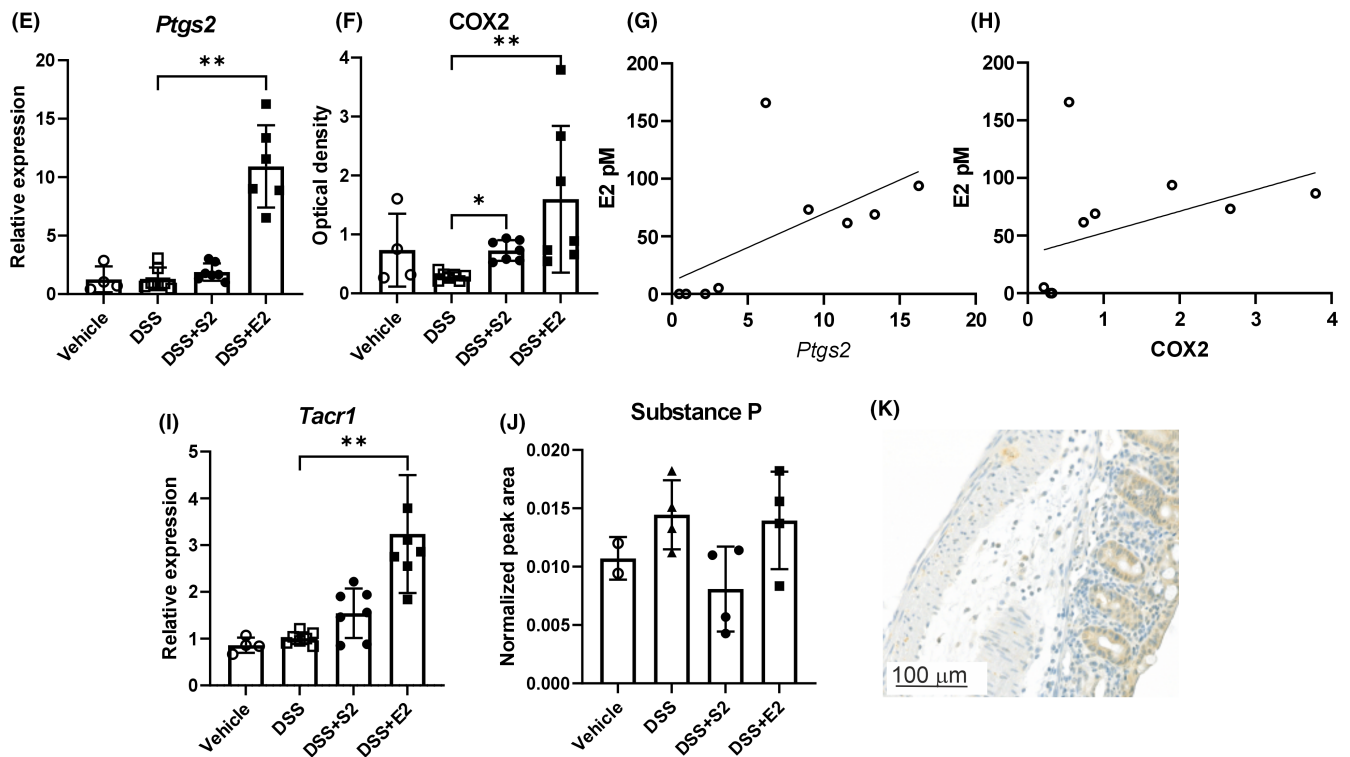 (E)
Ptgs2
Relative expression
20
15
10
5
0
**
Vehicle
DSS
DSS+S2
DSS+E2
(F)
COX2
Optical density
4
3
2
1
0
*
**
Vehicle
DSS
DSS+S2
DSS+E2
(G)
E2 pM
200
150
100
50
0
0 5 10 15 20
Ptgs2
(H)
E2 pM
200
150
100
50
0
0 1 2 3 4
COX2
(I)
Tacr1
Relative expression
5
4
3
2
1
0
**
Vehicle
DSS
DSS+S2
DSS+E2
(J)
Substance P
Normalized peak area
0.020
0.015
0.010
0.005
0.000
Vehicle
DSS
DSS+S2
DSS+E2
(K)
100 μm